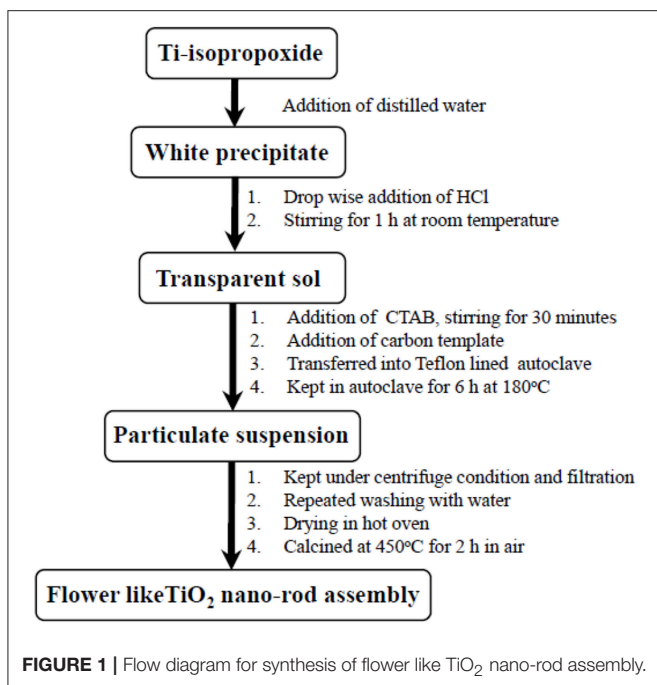 Ti-isopropoxide
Addition of distilled water
White precipitate
1. Drop wise addition of HCl
2. Stirring for 1 h at room temperature
Transparent sol
1. Addition of CTAB, stirring for 30 minutes
2. Addition of carbon template
3. Transferred into Teflon lined autoclave
4. Kept in autoclave for 6 h at 180°C
Particulate suspension
1. Kept under centrifuge condition and filtration
2. Repeated washing with water
3. Drying in hot oven
4. Calcined at 450°C for 2 h in air
Flower likeTiO₂ nano-rod assembly
FIGURE 1 | Flow diagram for synthesis of flower like TiO₂ nano-rod assembly.